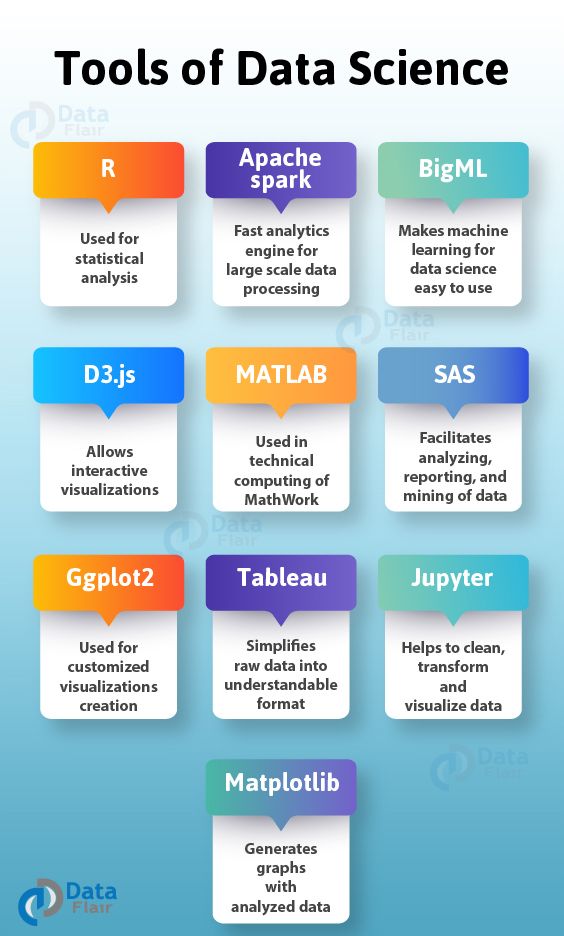 Tools of Data Science
Data
Flair
R
Used for
statistical
analysis
Apache
spark
Fast analytics
engine for
large scale data
processing
BigML
Makes machine
learning for
data science
easy to use
Data
Flair
D3.js
Allows
interactive
visualizations
MATLAB
Used in
technical
computing of
MathWork
SAS
Facilitates
analyzing,
reporting, and
mining of data
Data
Flair
Ggplot2
Used for
customized
visualizations
creation
Tableau
Simplifies
raw data into
understandable
format
Jupyter
Helps to clean,
transform
and
visualize data
Data
Flair
Matplotlib
Generates
graphs
with
analyzed data
Data
Flair